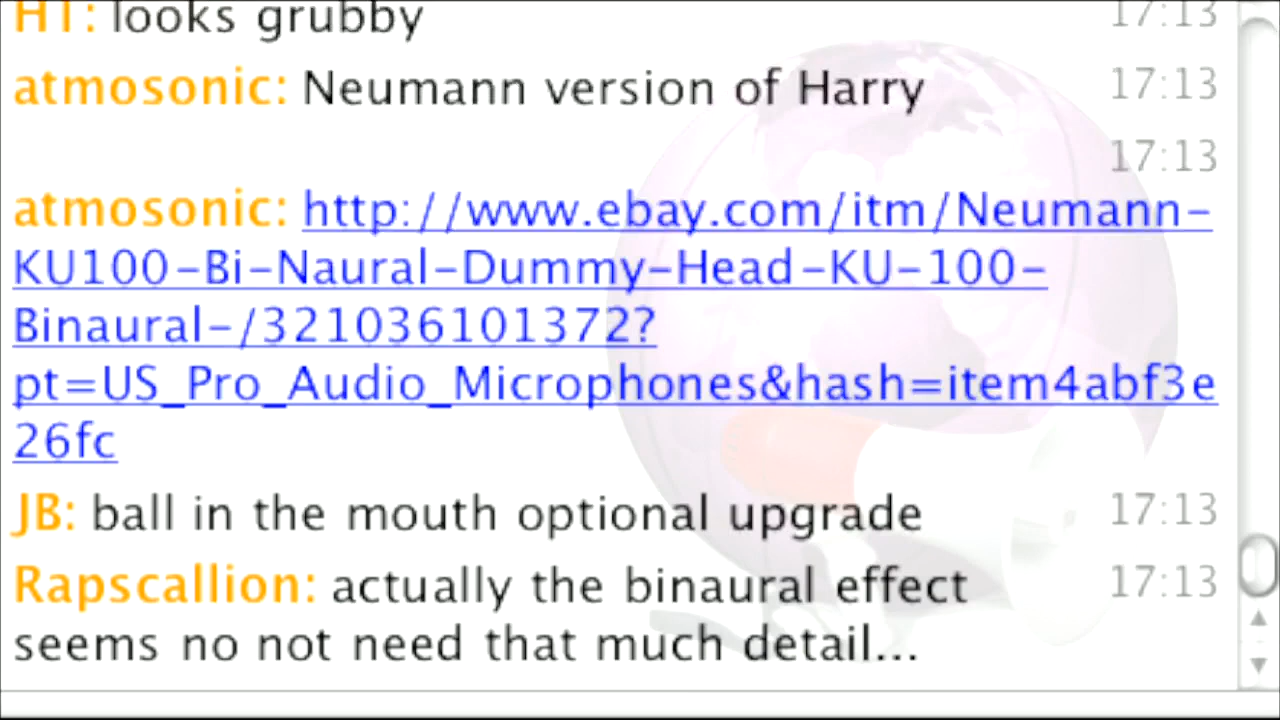 HT: looks grubby 17:13
atmosonic: Neumann version of Harry 17:13
17:13
atmosonic: http://www.ebay.com/itm/Neumann-
KU100-Bi-Naural-Dummy-Head-KU-100-
Binaural-/321036101372?
pt=US_Pro_Audio_Microphones&hash=item4abf3e
26fc
JB: ball in the mouth optional upgrade 17:13
Rapscallion: actually the binaural effect 17:13
seems no not need that much detail...